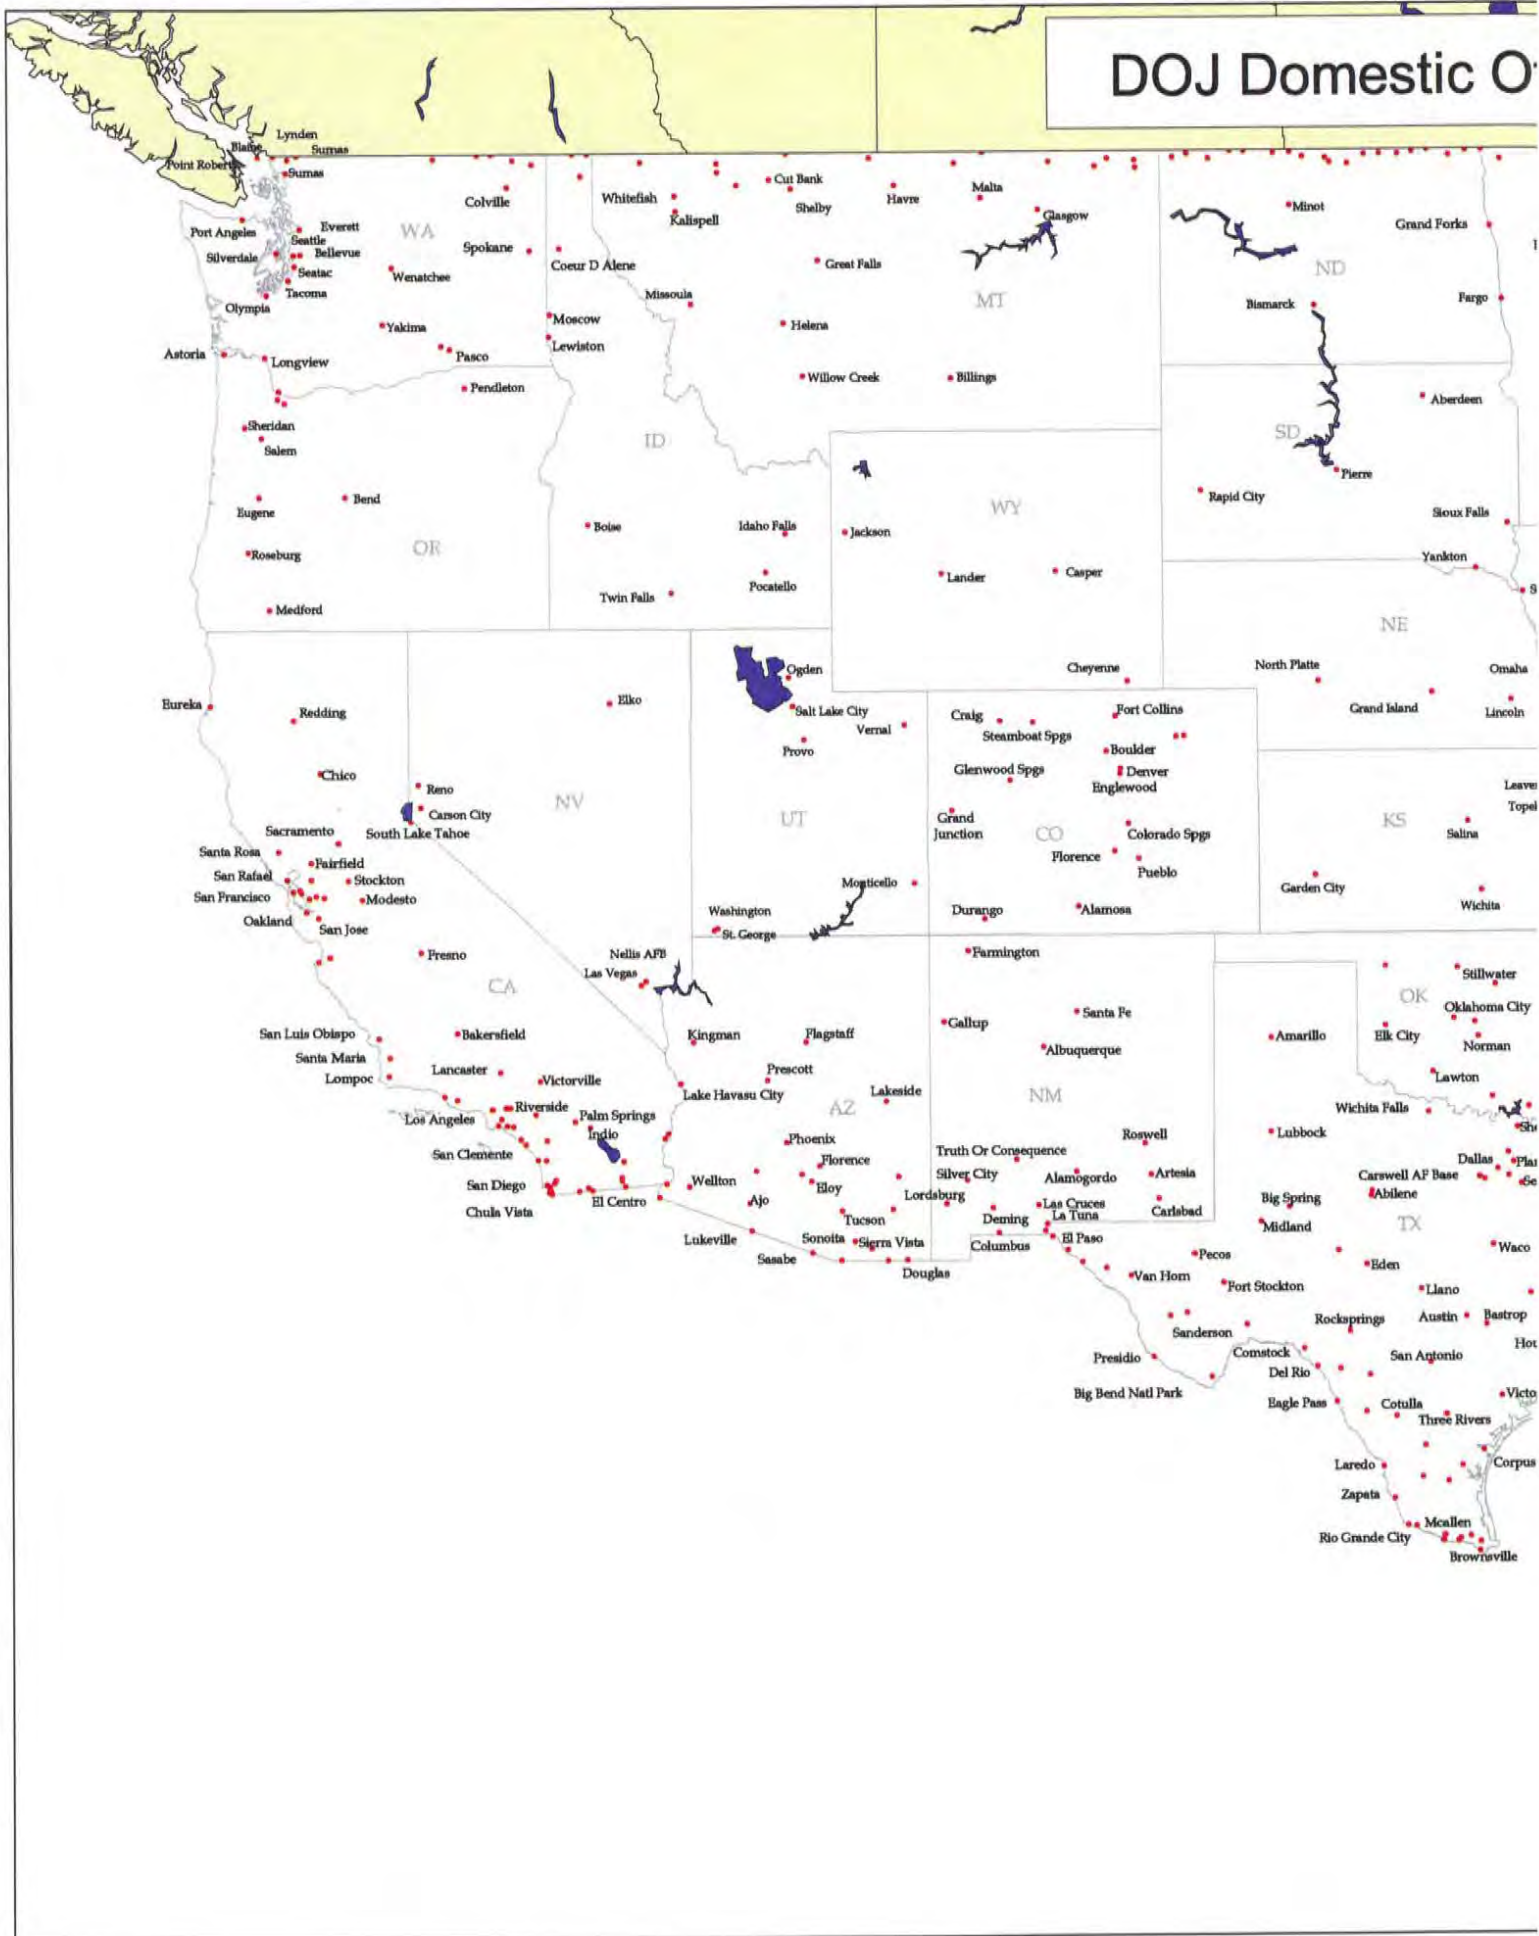 DOJ Domestic O
Lynden
Blaine
Sumas
Point Robert
Sumas
Colville
WA
Port Angeles
Everett
Seattle
Silverdale
Bellevue
Seatac
Spokane
Wenatchee
Tacoma
Olympia
Yakima
Astoria
Longview
Pasco
Pendleton
Sheridan
Salem
Eugene
Bend
OR
Roseburg
Medford
Whitefish
Kalispell
Cut Bank
Shelby
Havre
Malta
Glasgow
Coeur D Alene
Great Falls
MT
Missoula
Helena
Moscow
Lewiston
Willow Creek
Billings
ID
Boise
Idaho Falls
Pocatello
Twin Falls
Minot
Grand Forks
ND
Bismarck
Fargo
Aberdeen
SD
Pierre
Rapid City
Sioux Falls
Yankton
WY
Jackson
Lander
Casper
Cheyenne
NE
North Platte
Omaha
Grand Island
Lincoln
S
Eureka
Redding
Chico
Reno
Carson City
South Lake Tahoe
Sacramento
Santa Rosa
Fairfield
San Rafael
Stockton
San Francisco
Modesto
Oakland
San Jose
Fresno
CA
Elko
NV
Nellis AFB
Las Vegas
Ogden
Salt Lake City
Vernal
Provo
UT
Monticello
Washington
St. George
Craig
Fort Collins
Steamboat Spgs
Boulder
Glenwood Spgs
Denver
Englewood
Grand
Junction
CO
Colorado Spgs
Florence
Pueblo
Durango
Alamosa
Leave
Topel
KS
Salina
Garden City
Wichita
San Luis Obispo
Bakersfield
Santa Maria
Lompoc
Lancaster
Victorville
Riverside
Los Angeles
Palm Springs
Indio
San Clemente
San Diego
El Centro
Chula Vista
Kingman
Flagstaff
Prescott
Lake Havasu City
Lakeside
AZ
Phoenix
Florence
Wellton
Eloy
Ajo
Tucson
Lukeville
Sonoita
Sierra Vista
Sasabe
Douglas
Farmington
Gallup
Santa Fe
Albuquerque
NM
Roswell
Truth Or Consequence
Silver City
Alamogordo
Artesia
Lordsburg
Las Cruces
Carlsbad
Deming
La Tuna
Columbus
El Paso
Stillwater
OK
Oklahoma City
Elk City
Norman
Amarillo
Lawton
Wichita Falls
Lubbock
She
Dallas
Plan
Carswell AF Base
Se
Abilene
Big Spring
Midland
TX
Waco
Pecos
Eden
Van Horn
Fort Stockton
Llano
Rocksprings
Austin
Bastrop
Sanderson
Hou
Comstock
San Antonio
Presidio
Del Rio
Big Bend Natl Park
Eagle Pass
Cotulla
Victo
Three Rivers
Laredo
Corpus
Zapata
Mcallen
Rio Grande City
Brownsville